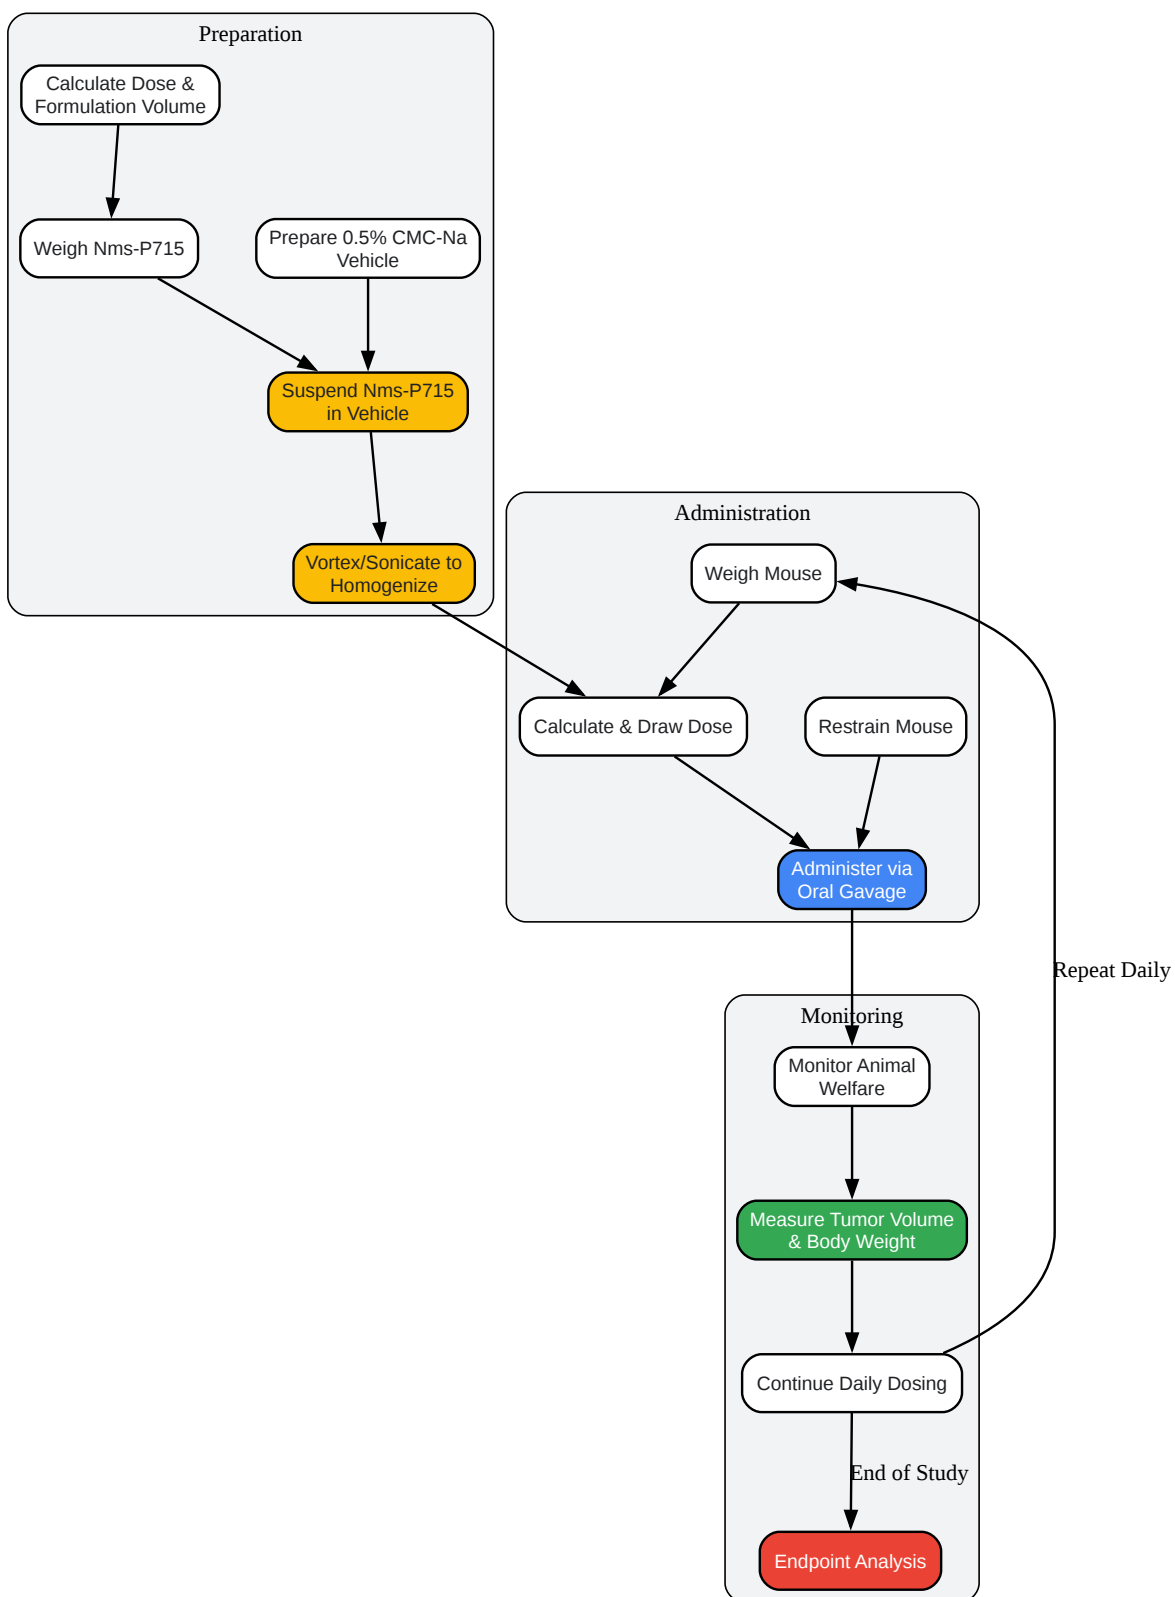 Preparation
Calculate Dose &
Formulation Volume
Weigh Nms-P715
Prepare 0.5% CMC-Na
Vehicle
Suspend Nms-P715
in Vehicle
Vortex/Sonicate to
Homogenize
Administration
Weigh Mouse
Calculate & Draw Dose
Restrain Mouse
Administer via
Oral Gavage
Repeat Daily
Monitoring
Monitor Animal
Welfare
Measure Tumor Volume
& Body Weight
Continue Daily Dosing
End of Study
Endpoint Analysis